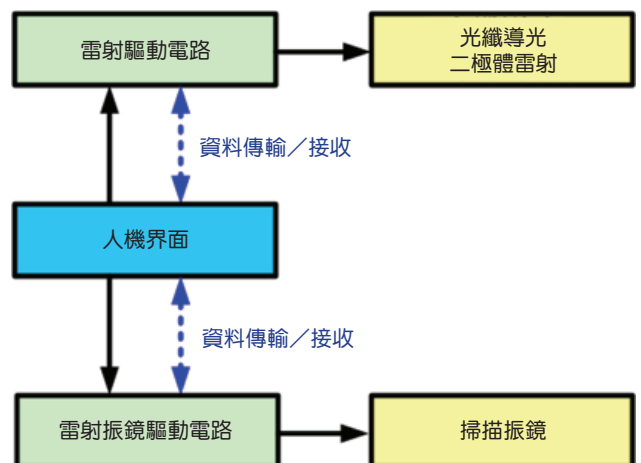 雷射驅動電路
光纖導光
二極體雷射
資料傳輸／接收
人機界面
資料傳輸／接收
雷射振鏡驅動電路
掃描振鏡